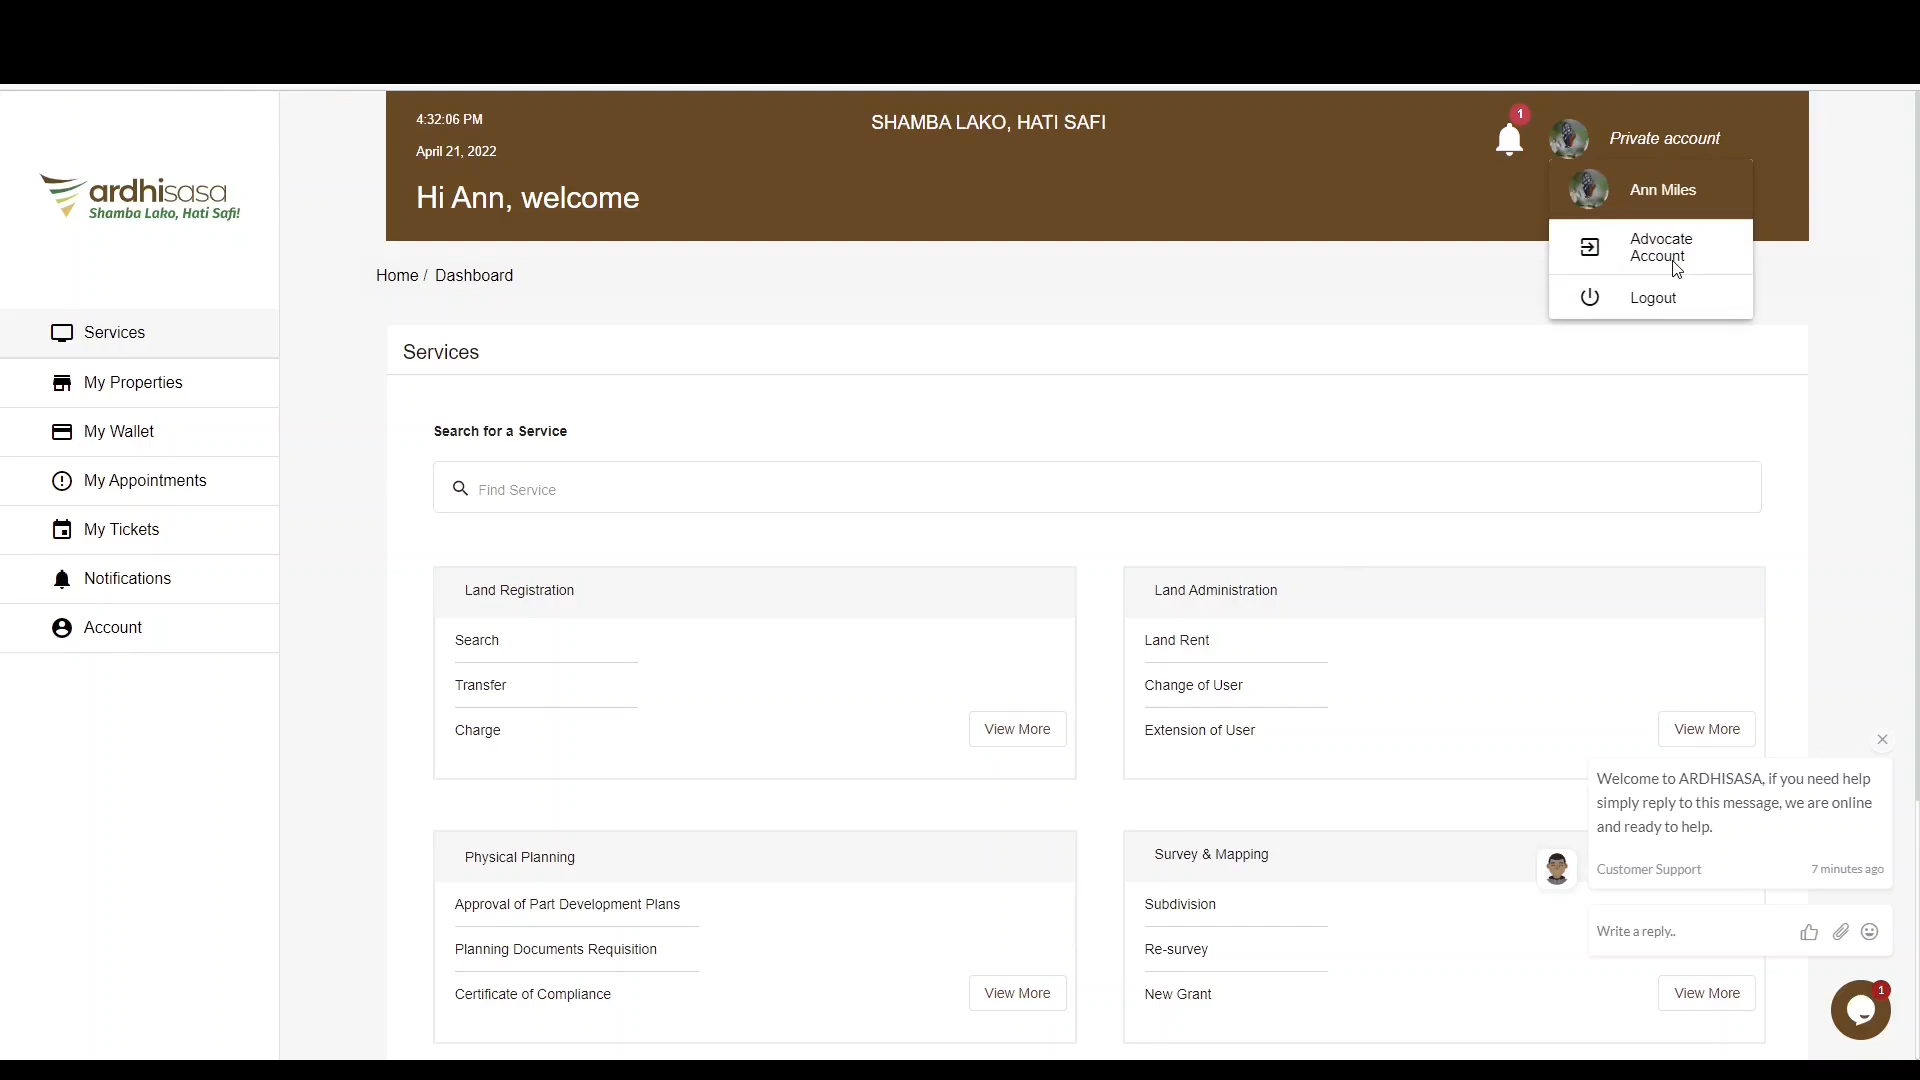 4:32:06 PM
SHAMBA LAKO, HATI SAFI
1
Private account
April 21, 2022
Hi Ann, welcome
Ann Miles
Advocate
Account
Logout
ardhisasa
Shamba Lako, Hati Safi!
Home / Dashboard
Services
My Properties
My Wallet
My Appointments
My Tickets
Notifications
Account
Services
Search for a Service
Find Service
Land Registration
Search
Transfer
Charge
View More
Land Administration
Land Rent
Change of User
Extension of User
View More
Physical Planning
Approval of Part Development Plans
Planning Documents Requisition
Certificate of Compliance
View More
Survey & Mapping
Subdivision
Re-survey
New Grant
View More
Welcome to ARDHISASA, if you need help
simply reply to this message, we are online
and ready to help.
Customer Support
7 minutes ago
Write a reply..
1